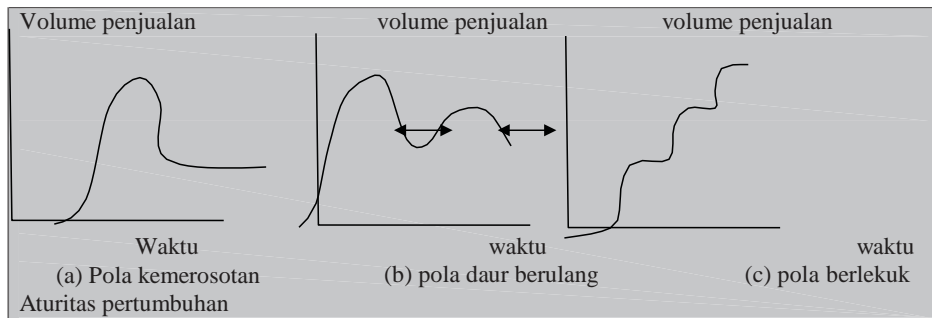 Volume penjualan volume penjualan volume penjualan
Waktu waktu waktu
(a) Pola kemerosotan (b) pola daur berulang (c) pola berlekuk
Aturitas pertumbuhan